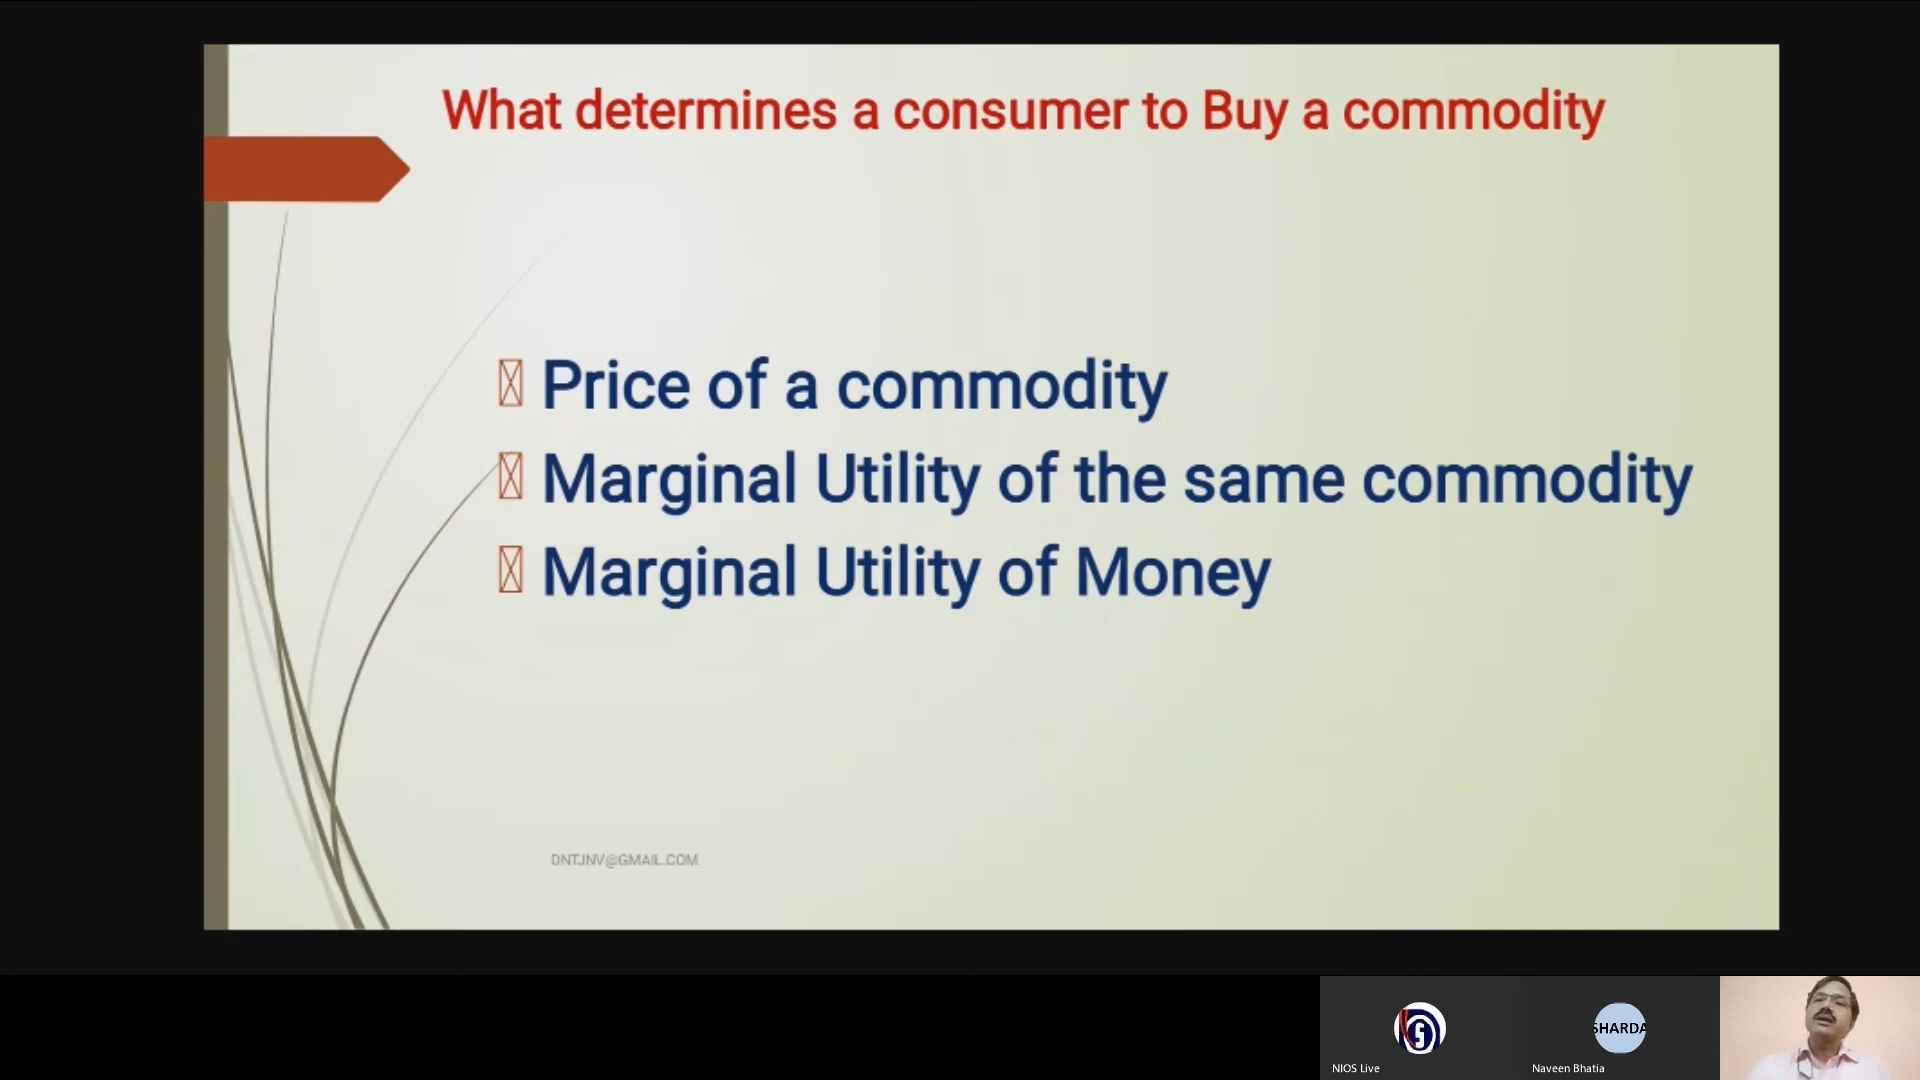 What determines a consumer to Buy a commodity
Price of a commodity
Marginal Utility of the same commodity
Marginal Utility of Money
DNTJNV@GMAIL.COM
SHARDA
NIOS Live
Naveen Bhatia